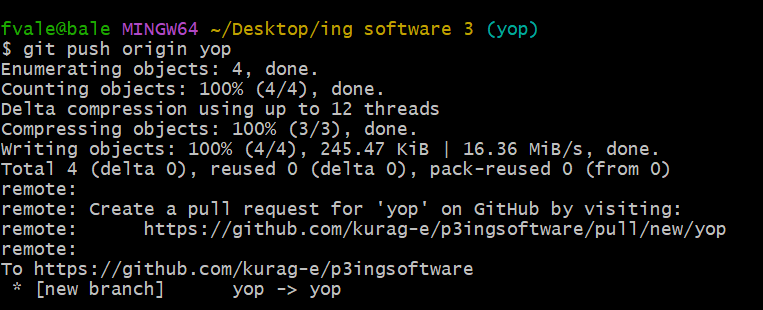 fvale@bale MINGW64 ~/Desktop/ing software 3 (yop)
$ git push origin yop
Enumerating objects: 4, done.
Counting objects: 100% (4/4), done.
Delta compression using up to 12 threads
Compressing objects: 100% (3/3), done.
Writing objects: 100% (4/4), 245.47 KiB | 16.36 MiB/s, done.
Total 4 (delta 0), reused 0 (delta 0), pack-reused 0 (from 0)
remote:
remote: Create a pull request for 'yop' on GitHub by visiting:
remote:      https://github.com/kurag-e/p3ingsoftware/pull/new/yop
remote:
To https://github.com/kurag-e/p3ingsoftware
 * [new branch]      yop -> yop